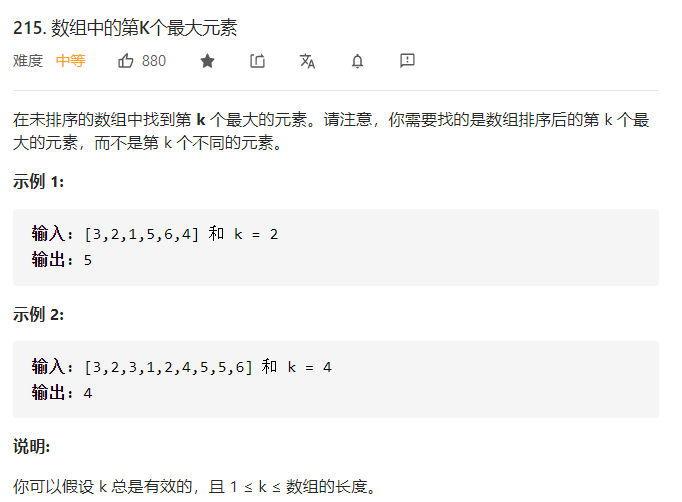 215. 数组中的第K个最大元素
难度 中等 880
在未排序的数组中找到第 k 个最大的元素。请注意，你需要找的是数组排序后的第 k 个最
大的元素，而不是第 k 个不同的元素。
示例 1:
输入: [3,2,1,5,6,4] 和 k = 2
输出: 5
示例 2:
输入: [3,2,3,1,2,4,5,5,6] 和 k = 4
输出: 4
说明:
你可以假设 k 总是有效的，且 1 ≤ k ≤ 数组的长度。